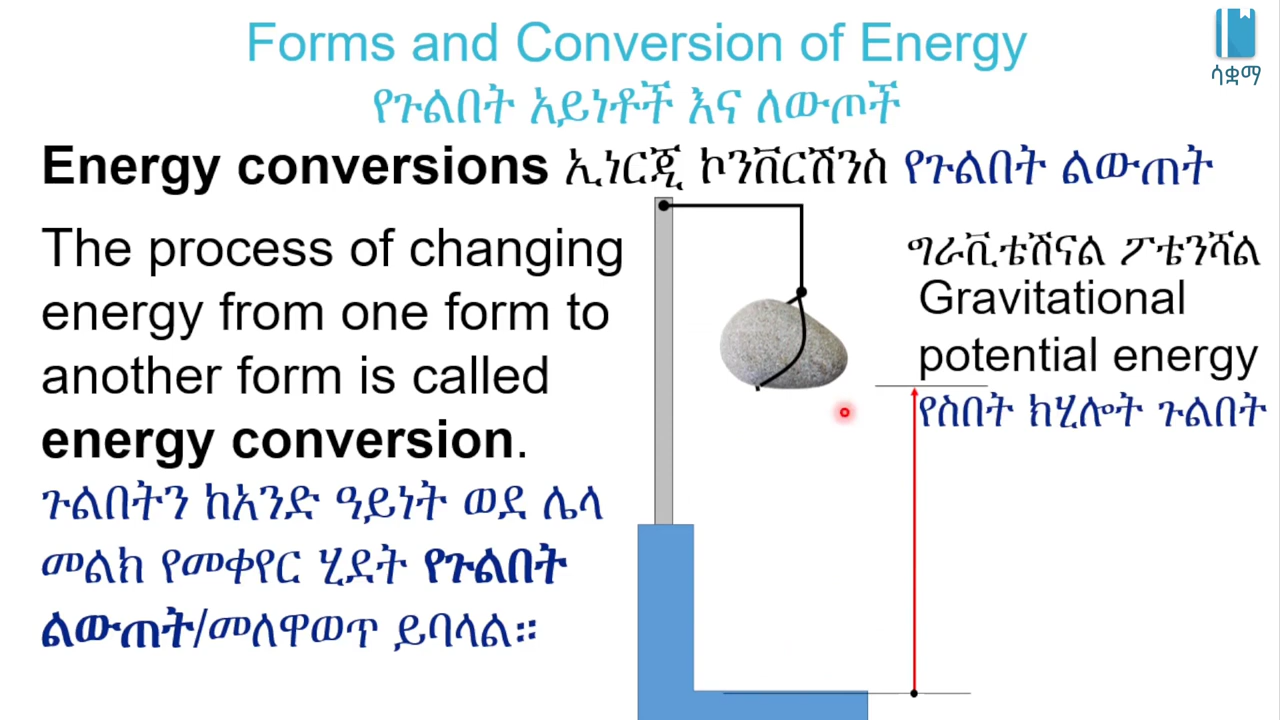 Forms and Conversion of Energy
ሳቋማ
የጉልበት አይነቶች እና ለውጦች
Energy conversions ኢነርጂ ኮንቨርሽንስ የጉልበት ልውጠት
The process of changing
energy from one form to
another form is called
energy conversion.
ጉልበትን ከአንድ ዓይነት ወደ ሌላ
መልክ የመቀየር ሂደት የጉልበት
ልውጠት/መለዋወጥ ይባላል።
ግራቪቴሽናል ፖቴንሻል
Gravitational
potential energy
የስበት ክሂሎት ጉልበት